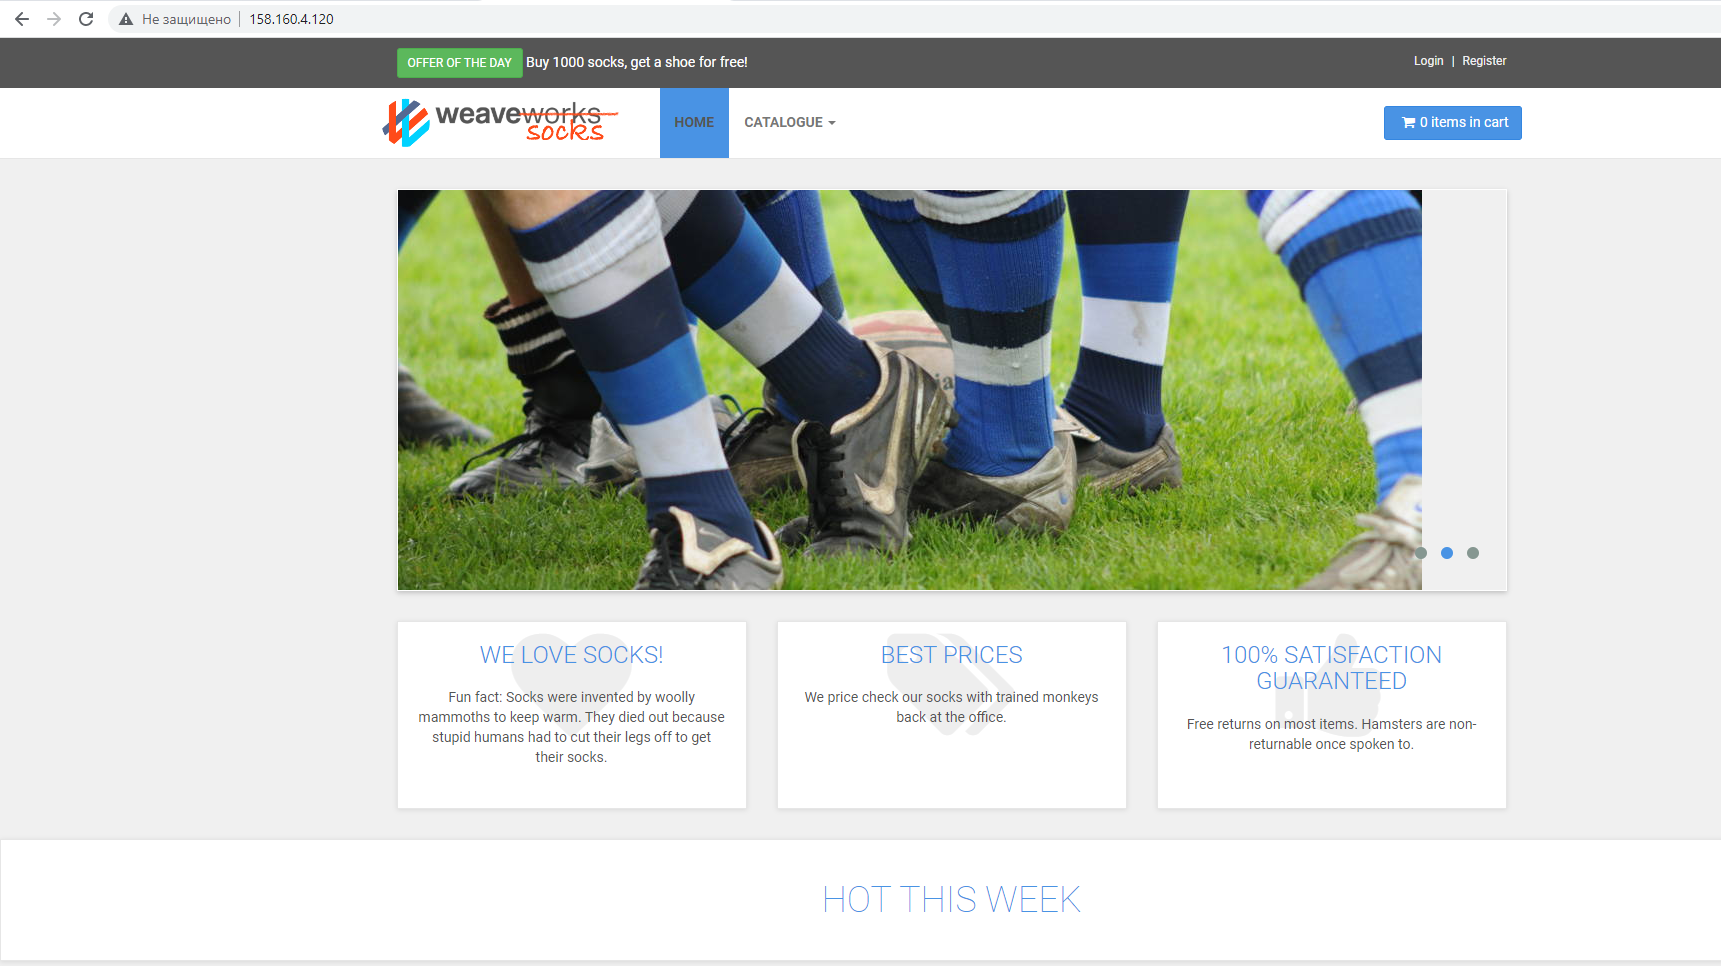 Не защищено 158.160.4.120
OFFER OF THE DAY Buy 1000 socks, get a shoe for free!
Login | Register
weaveworks
socks
HOME
CATALOGUE
0 items in cart
WE LOVE SOCKS!
Fun fact: Socks were invented by woolly
mammoths to keep warm. They died out because
stupid humans had to cut their legs off to get
their socks.
BEST PRICES
We price check our socks with trained monkeys
back at the office.
100% SATISFACTION
GUARANTEED
Free returns on most items. Hamsters are non-
returnable once spoken to.
HOT THIS WEEK